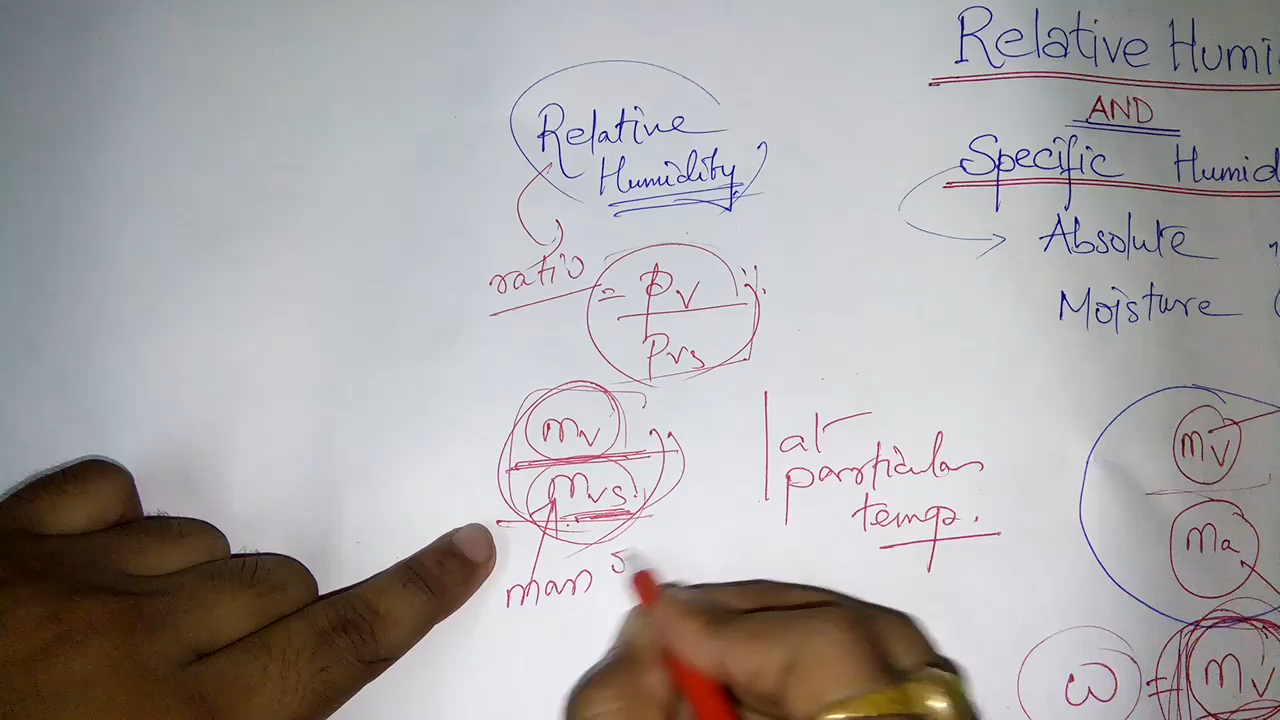 Relative Humi
AND
Specific Humid
Absolute
Moisture
Relative
Humidity
ratio = Pv %
Pvs
mv
mvs
at
particular
temp.
mass
mv
ma
ω = mv